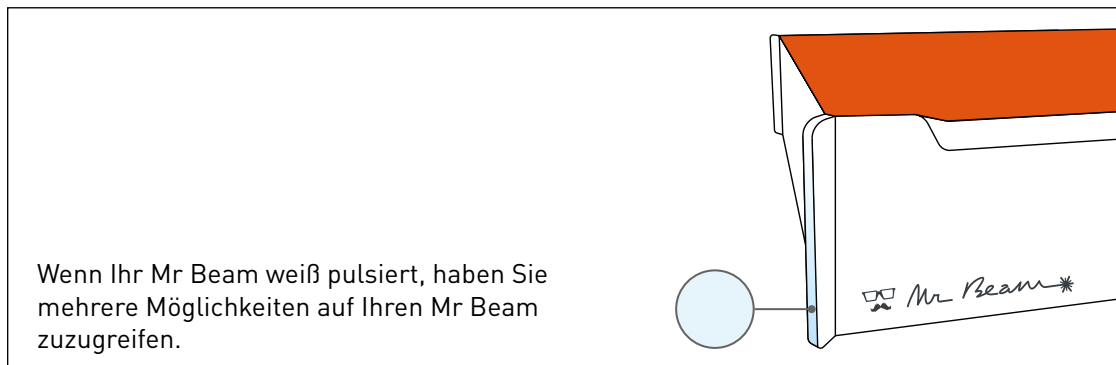 Wenn Ihr Mr Beam weiß pulsiert, haben Sie
mehrere Möglichkeiten auf Ihren Mr Beam
zuzugreifen.
Mr Beam